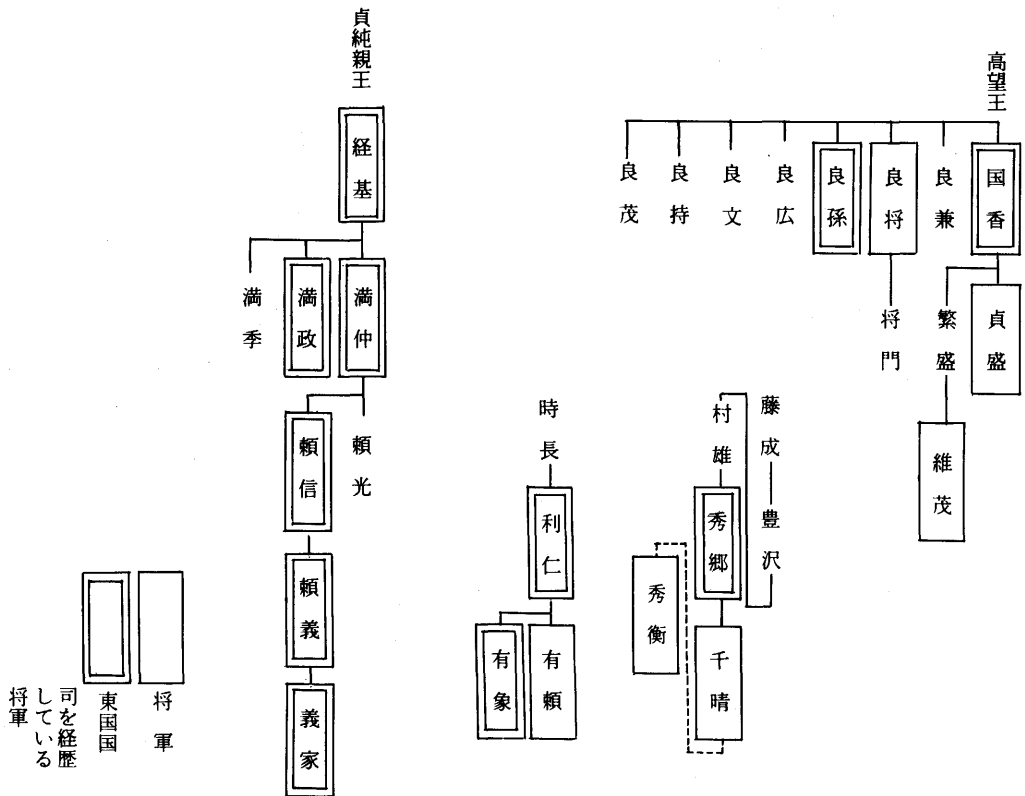 高望王
国香
良兼
良将
良孫
良広
良文
良持
良茂
貞盛
繁盛
将門
維茂
藤成
豊沢
村雄
秀郷
千晴
秀衡
時長
利仁
有頼
有象
貞純親王
経基
満仲
満政
満季
頼光
頼信
頼義
義家
将軍
東国国
司を経歴
している
将軍